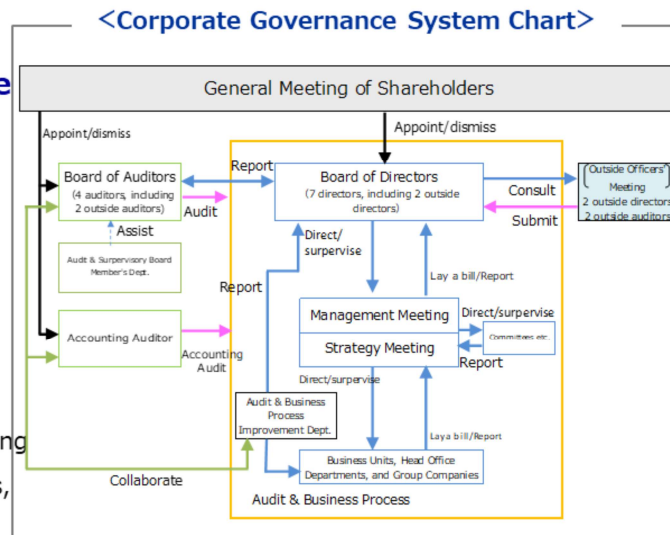 <Corporate Governance System Chart>
e
General Meeting of Shareholders
Appoint/dismiss
Appoint/dismiss
Board of Auditors
(4 auditors, including
2 outside auditors)
Report
Audit
Board of Directors
(7 directors, including 2 outside
directors)
Consult
Submit
(Outside Officers'
Meeting
2 outside directors
2 outside auditors
Assist
Audit & Surpervisory Board
Member's Dept.
Direct/
surpervise
Report
Lay a bill/Report
Accounting Auditor
Accounting
Audit
Management Meeting
Strategy Meeting
Direct/surpervise
Committees etc.
Report
Direct/surpervise
Audit & Business
Process
Improvement Dept.
Lay a bill/Report
ng
Business Units, Head Office
Departments, and Group Companies
Collaborate
s,
Audit & Business Process